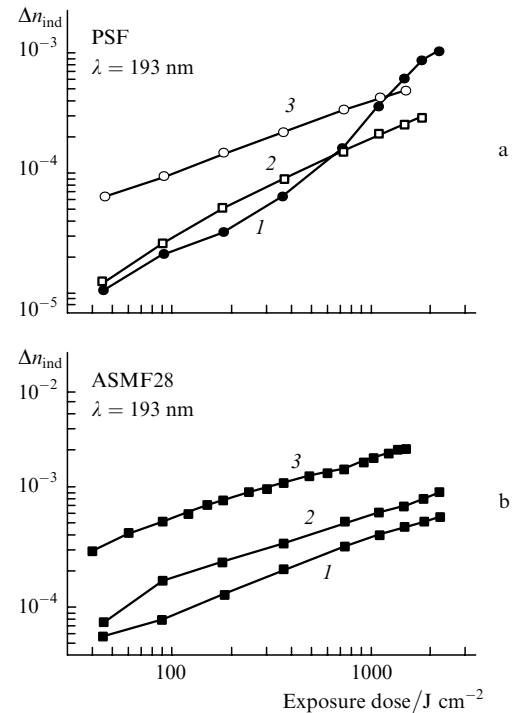 Δn_ind
10⁻³
PSF
λ = 193 nm
3
2
10⁻⁴
1
a
10⁻⁵
Δn_ind
10⁻²
ASMF28
λ = 193 nm
3
10⁻³
2
b
1
10⁻⁴
100 1000
Exposure dose/J cm⁻²